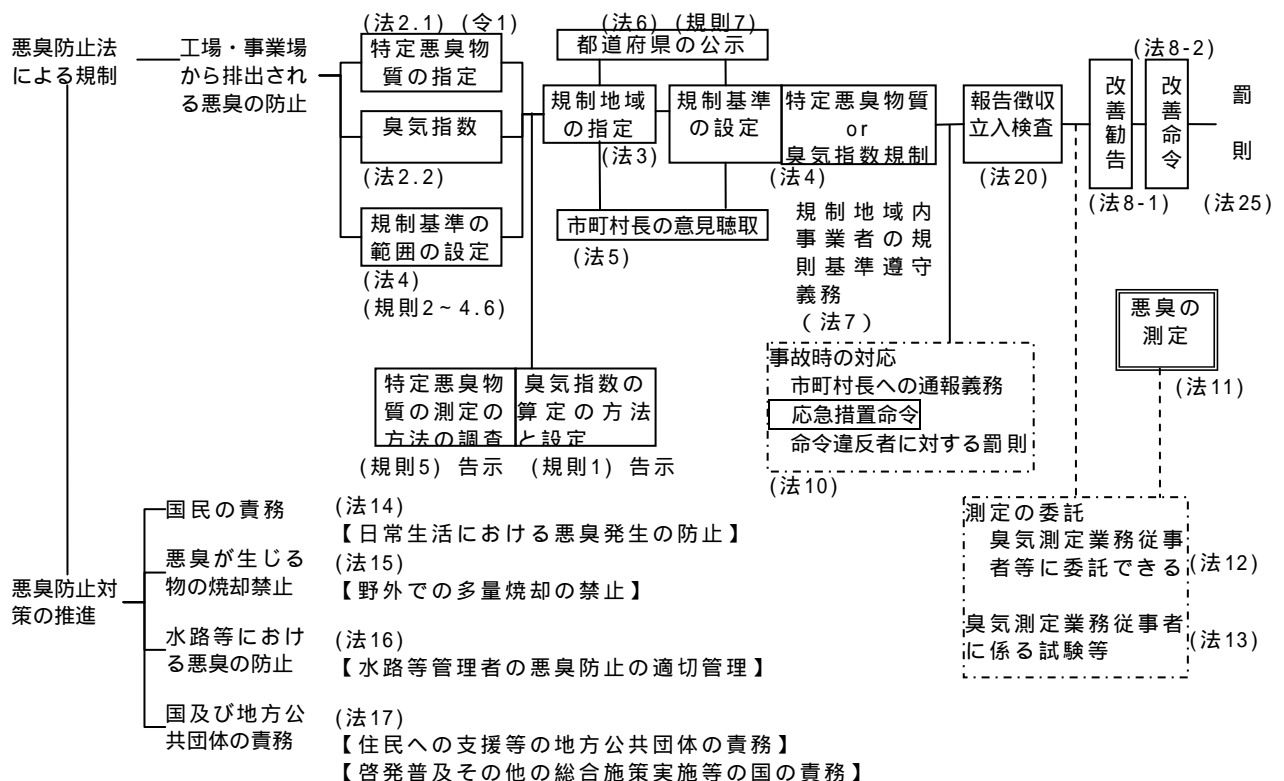 悪臭防止法
による規制
工場・事業場
から排出され
る悪臭の防止
(法2.1) (令1)
特定悪臭物
質の指定
臭気指数
(法2.2)
規制基準の
範囲の設定
(法4)
(規則2~4.6)
(法6) (規則7)
都道府県の公示
規制地域
の指定
(法3)
規制基準
の設定
市町村長の意見聴取
(法5)
特定悪臭物質
or
臭気指数規制
(法4)
規制地域内
事業者の規
則基準遵守
義務
(法7)
報告徴収
立入検査
(法20)
改善勧告
(法8-1)
(法8-2)
改善命令
罰則
(法25)
悪臭の
測定
(法11)
特定悪臭物
質の測定の
方法の調査
(規則5) 告示
臭気指数の
算定の方法
と設定
(規則1) 告示
事故時の対応
市町村長への通報義務
応急措置命令
命令違反者に対する罰則
(法10)
測定の委託
臭気測定業務従事
者等に委託できる
(法12)
臭気測定業務従事者
に係る試験等
(法13)
悪臭防止対
策の推進
国民の責務
(法14)
【日常生活における悪臭発生の防止】
悪臭が生じる
物の焼却禁止
(法15)
【野外での多量焼却の禁止】
水路等におけ
る悪臭の防止
(法16)
【水路等管理者の悪臭防止の適切管理】
国及び地方公
共団体の責務
(法17)
【住民への支援等の地方公共団体の責務】
【啓発普及その他の総合施策実施等の国の責務】